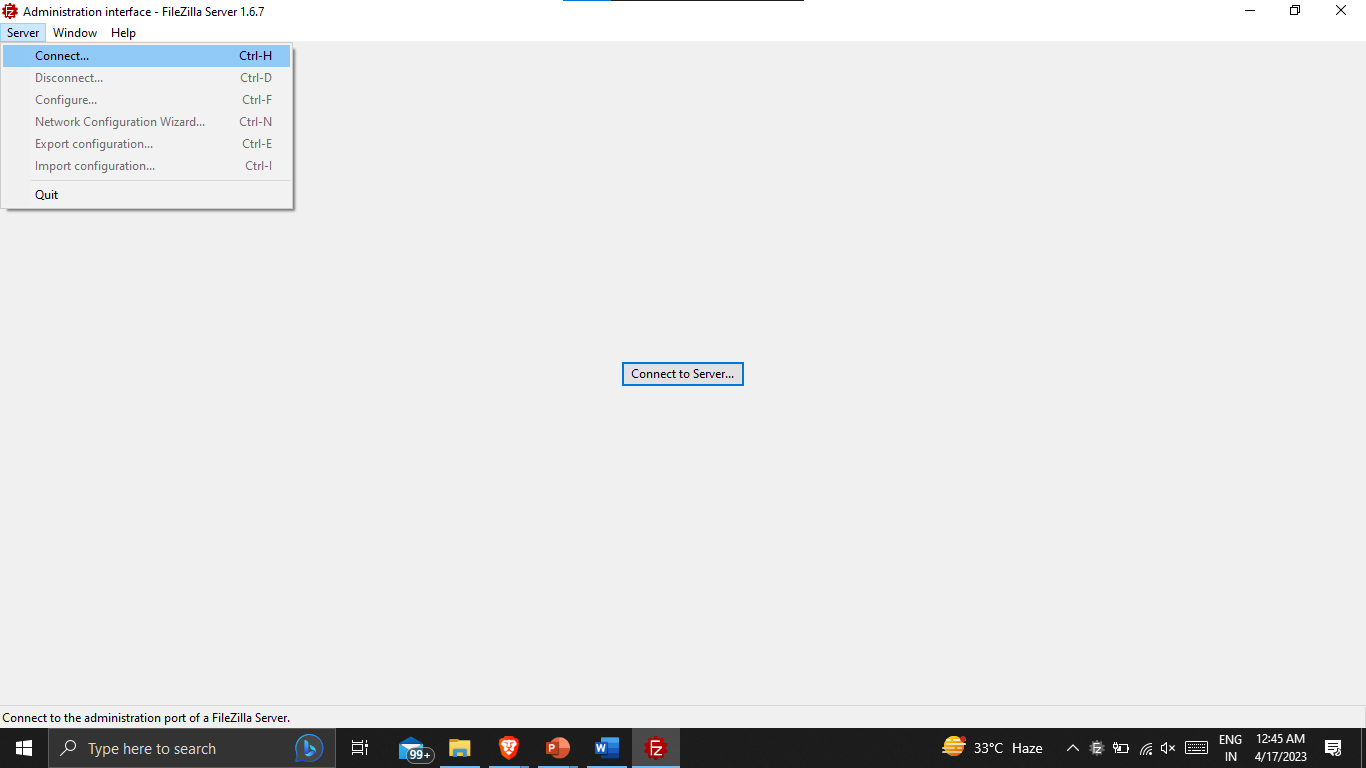 Administration interface - FileZilla Server 1.6.7
Server Window Help
Connect... Ctrl-H
Disconnect... Ctrl-D
Configure... Ctrl-F
Network Configuration Wizard... Ctrl-N
Export configuration... Ctrl-E
Import configuration... Ctrl-I
Quit
Connect to Server...
Connect to the administration port of a FileZilla Server.
Type here to search
99+
33°C Haze
ENG
IN
12:45 AM
4/17/2023